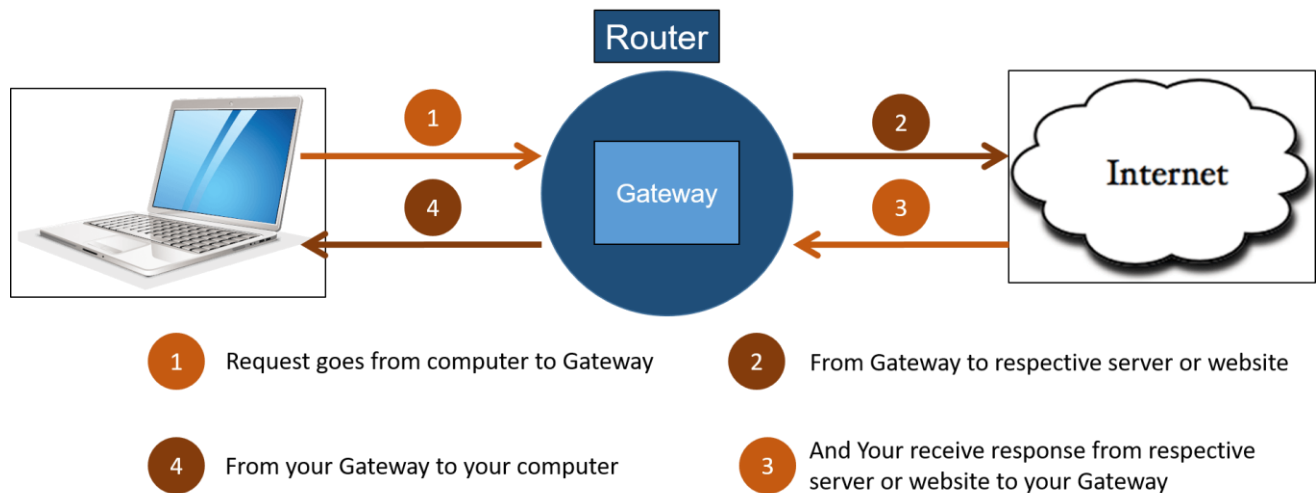 Router
1
2
Gateway
Internet
4
3
1 Request goes from computer to Gateway
2 From Gateway to respective server or website
4 From your Gateway to your computer
3 And Your receive response from respective
server or website to your Gateway